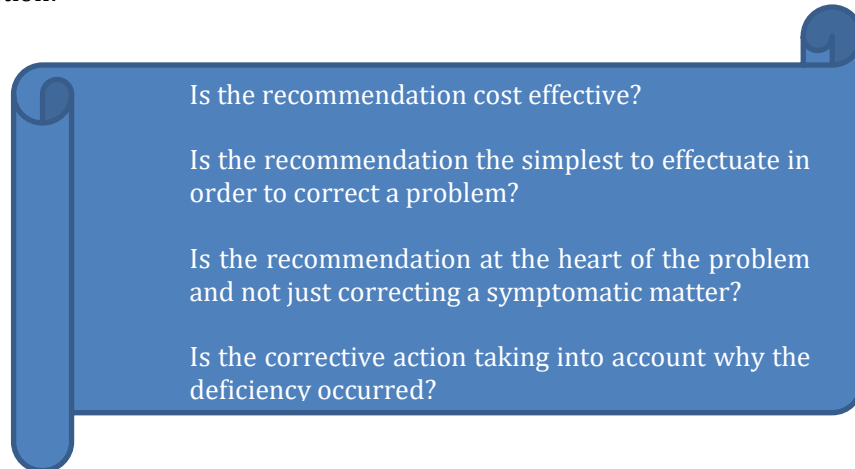 Is the recommendation cost effective?
Is the recommendation the simplest to effectuate in
order to correct a problem?
Is the recommendation at the heart of the problem
and not just correcting a symptomatic matter?
Is the corrective action taking into account why the
deficiency occurred?